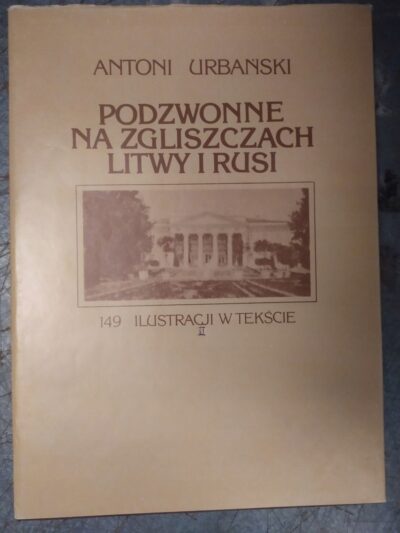 ANTONI URBAŃSKI
PODZWONNE
NA ZGLISZCZACH
LITWY I RUSI
149 ILUSTRACJI W TEKŚCIE
II